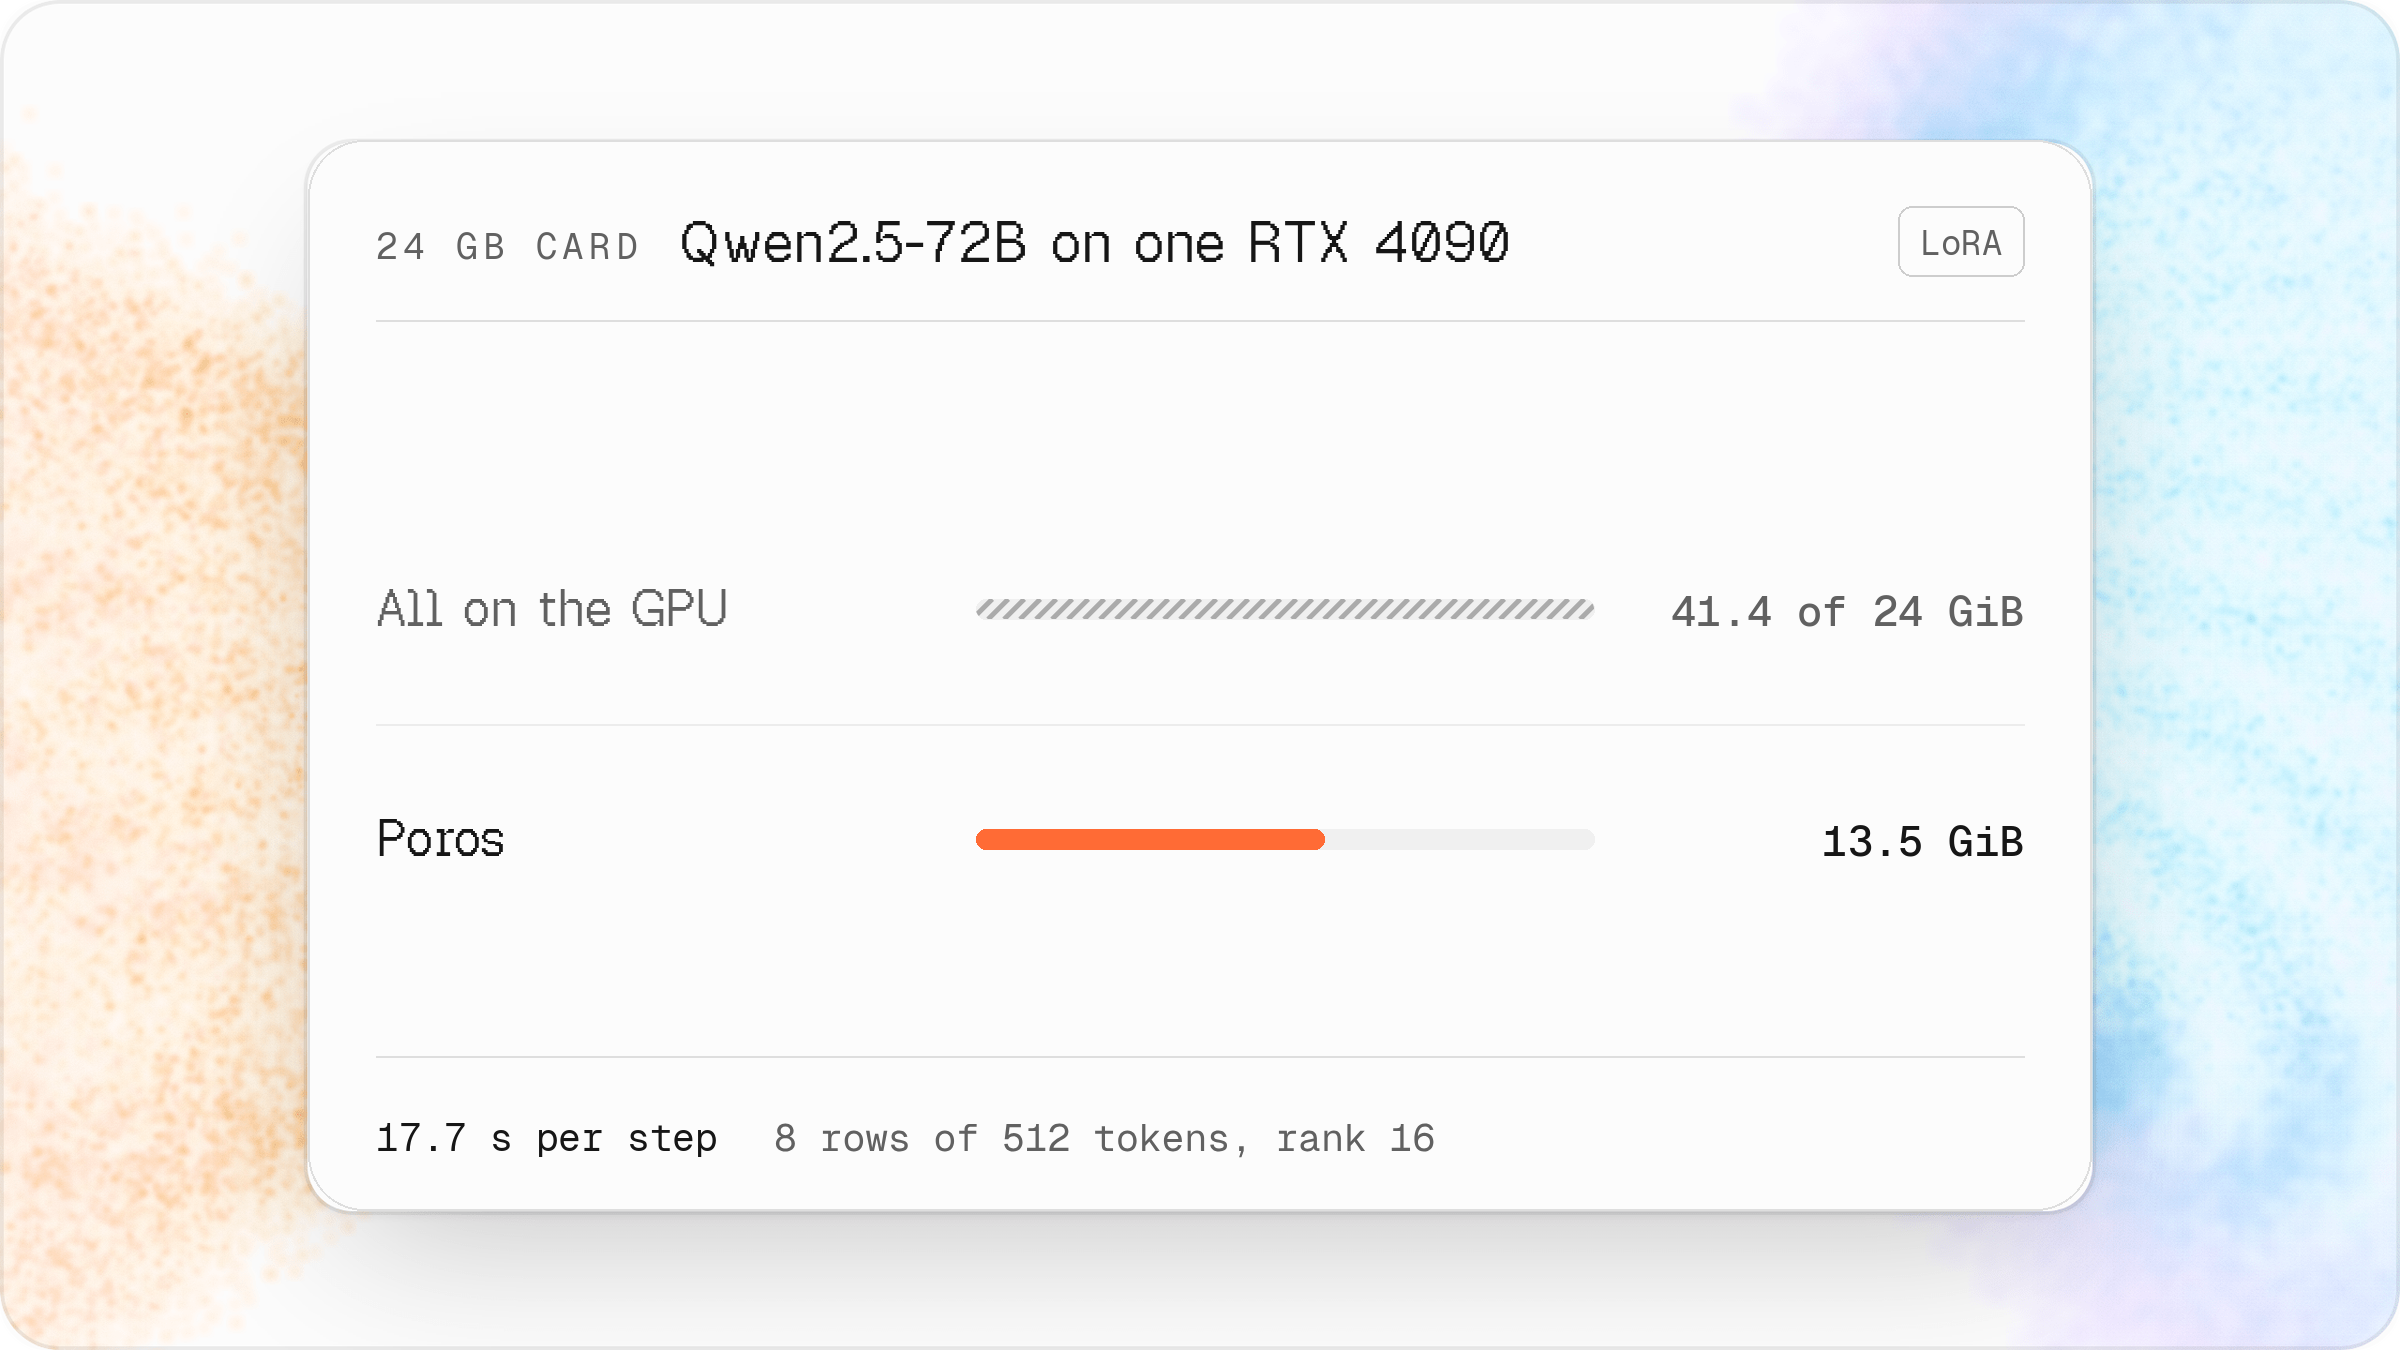 24 GB CARD Qwen2.5-72B on one RTX 4090 LoRA
All on the GPU 41.4 of 24 GiB
Poros 13.5 GiB
17.7 s per step 8 rows of 512 tokens, rank 16